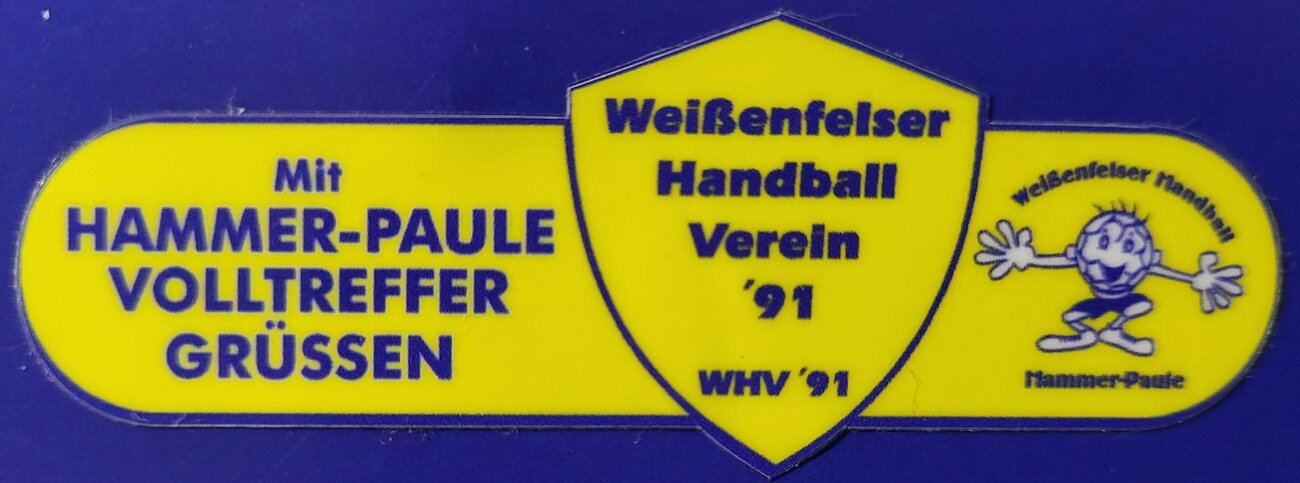 Mit
HAMMER-PAULE
VOLLTREFFER
GRÜSSEN
Weißenfelser
Handball
Verein
´91
WHV ´91
Weißenfelser Handball
Hammer-Paule